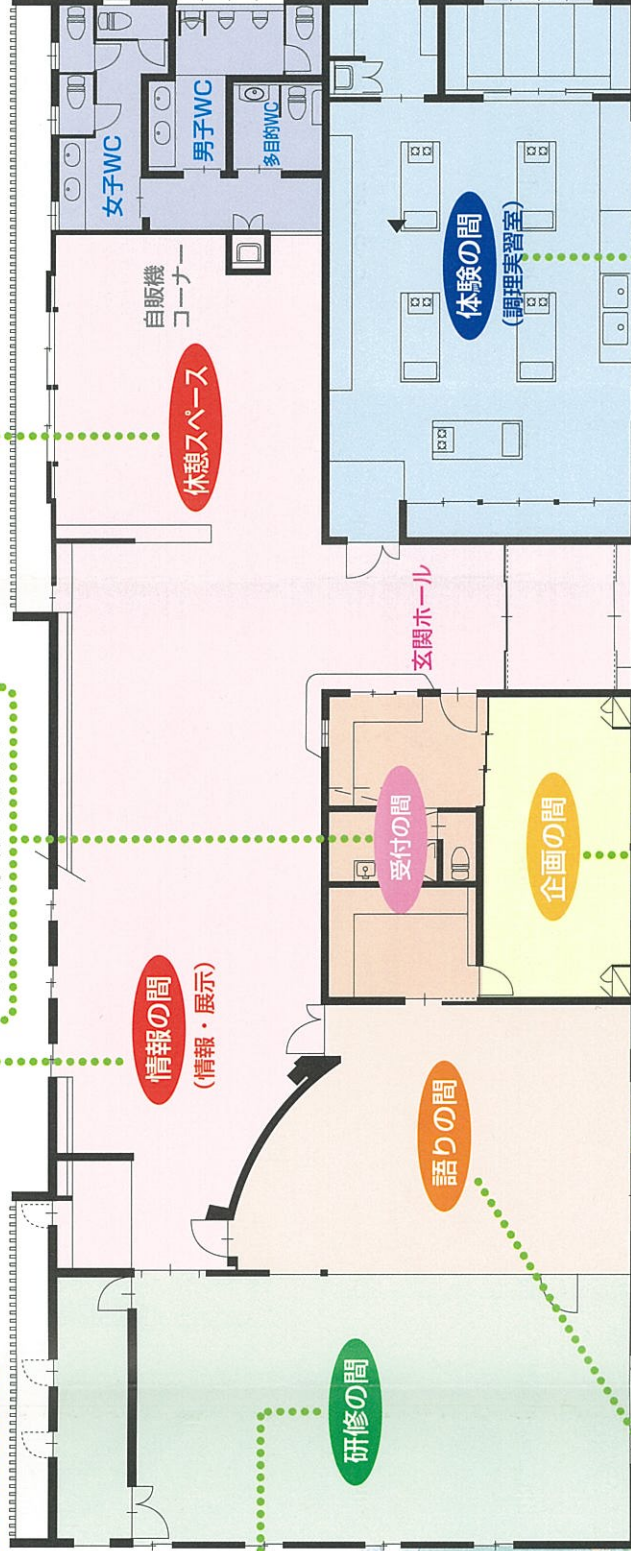 女子WC
男子WC
多目的WC
自販機
コーナー
休憩スペース
体験の間
(調理実習室)
玄関ホール
受付の間
企画の間
情報の間
(情報・展示)
語りの間
研修の間